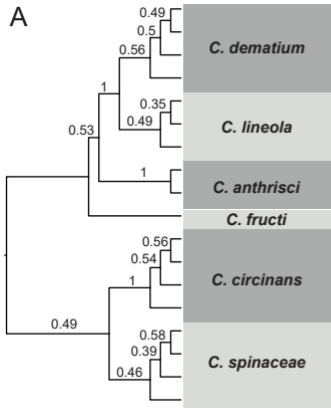 A
0.49
0.5
0.56
C. dematium
1
0.35
0.49
C. lineola
0.53
1
C. anthrisci
C. fructi
0.56
0.54
1
C. circinans
0.49
0.58
0.39
0.46
C. spinaceae